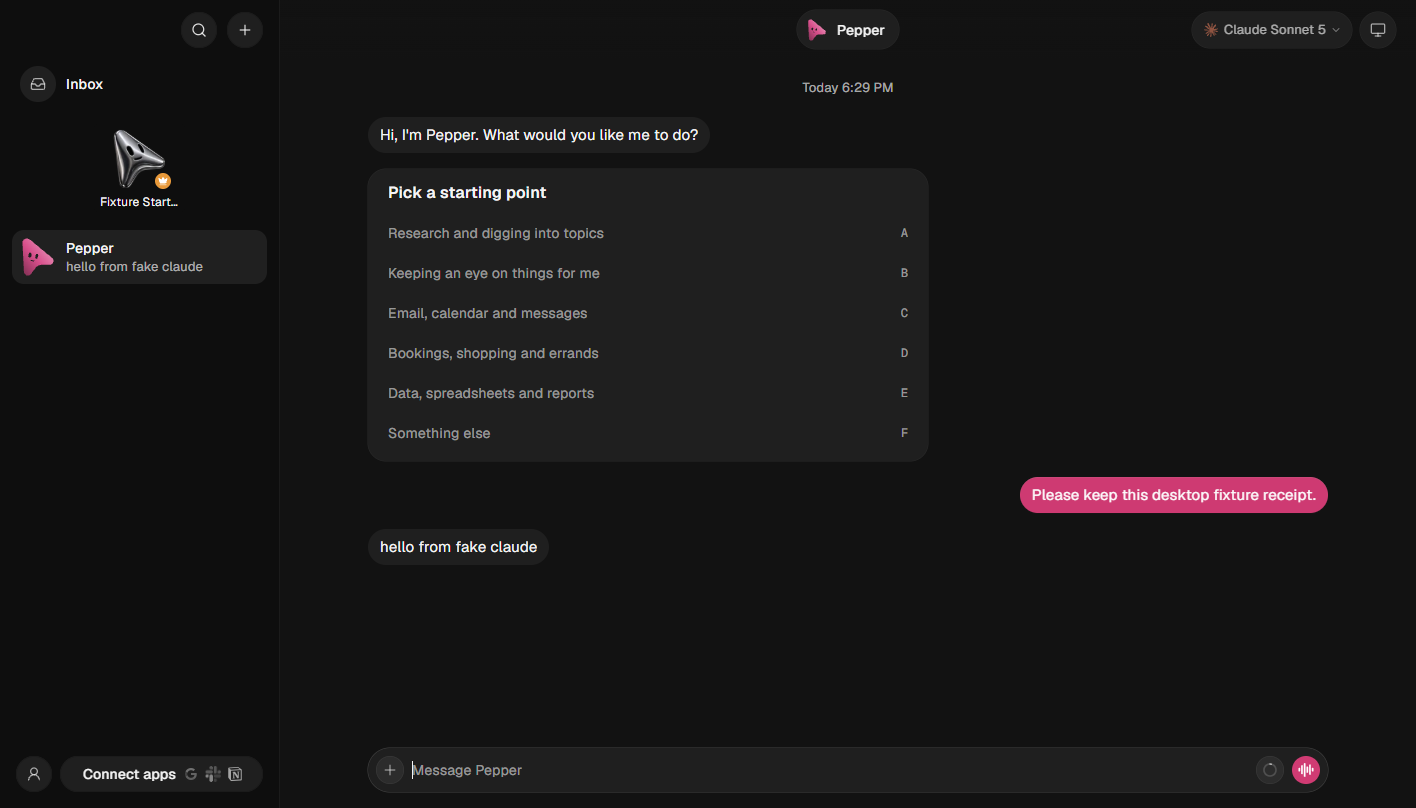 Inbox
Fixture Start…
Pepper
hello from fake claude
Connect apps
Pepper
Claude Sonnet 5
Today 6:29 PM
Hi, I'm Pepper. What would you like me to do?
Pick a starting point
Research and digging into topics A
Keeping an eye on things for me B
Email, calendar and messages C
Bookings, shopping and errands D
Data, spreadsheets and reports E
Something else F
Please keep this desktop fixture receipt.
hello from fake claude
Message Pepper